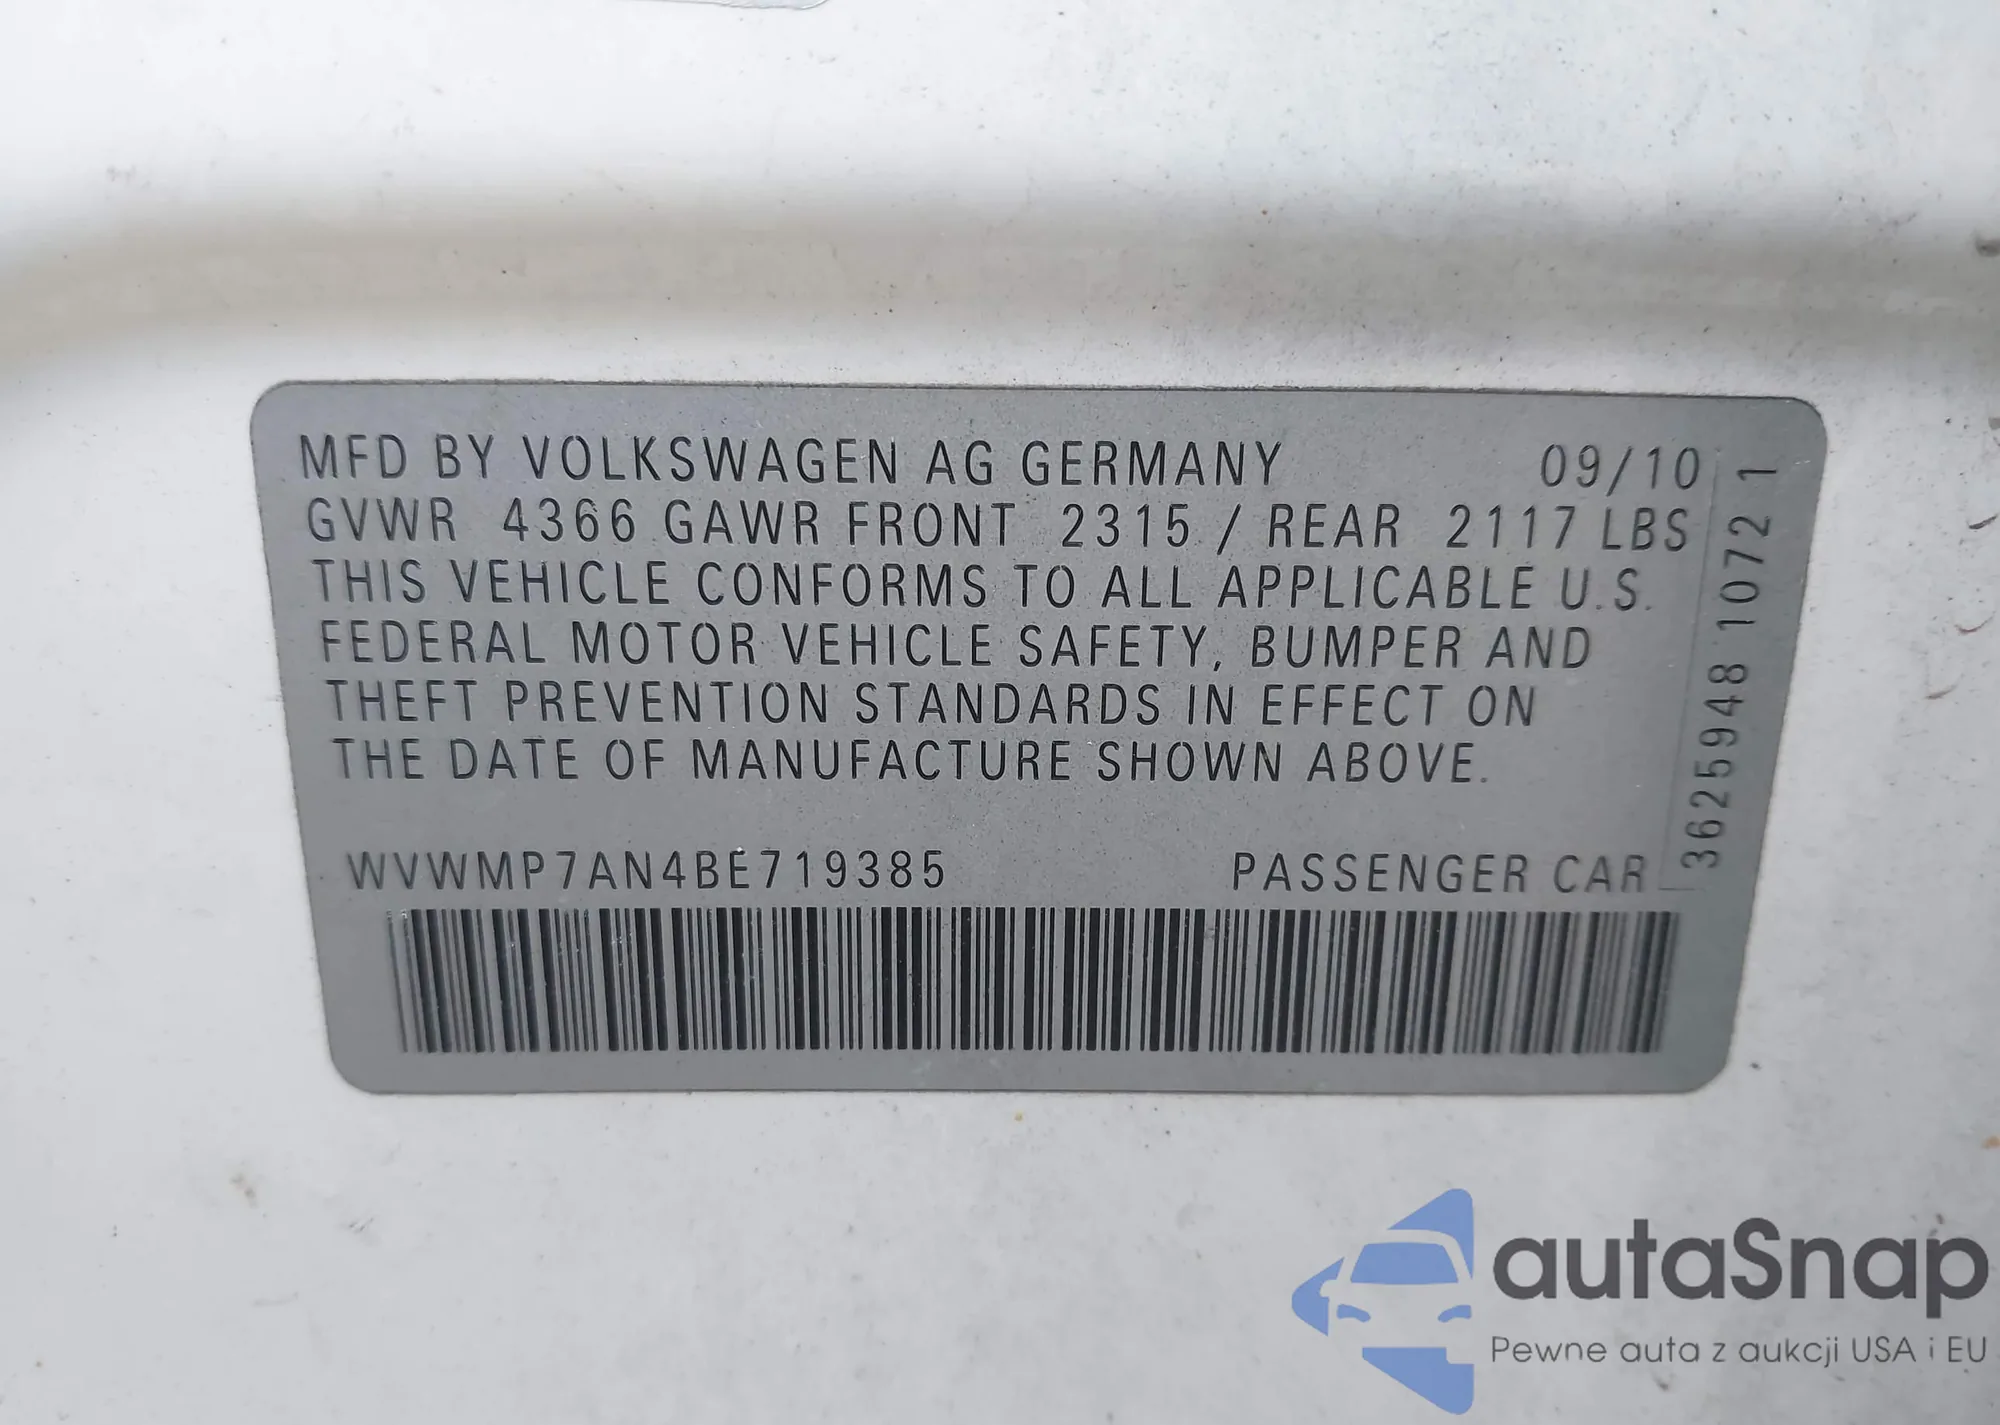 MFD BY VOLKSWAGEN AG GERMANY 09/10
GVWR 4366 GAWR FRONT 2315 / REAR 2117 LBS
THIS VEHICLE CONFORMS TO ALL APPLICABLE U.S.
FEDERAL MOTOR VEHICLE SAFETY, BUMPER AND
THEFT PREVENTION STANDARDS IN EFFECT ON
THE DATE OF MANUFACTURE SHOWN ABOVE.
WVWMP7AN4BE719385 PASSENGER CAR
3625948 1072 1
autaSnap
Pewne auta z aukcji USA i EU